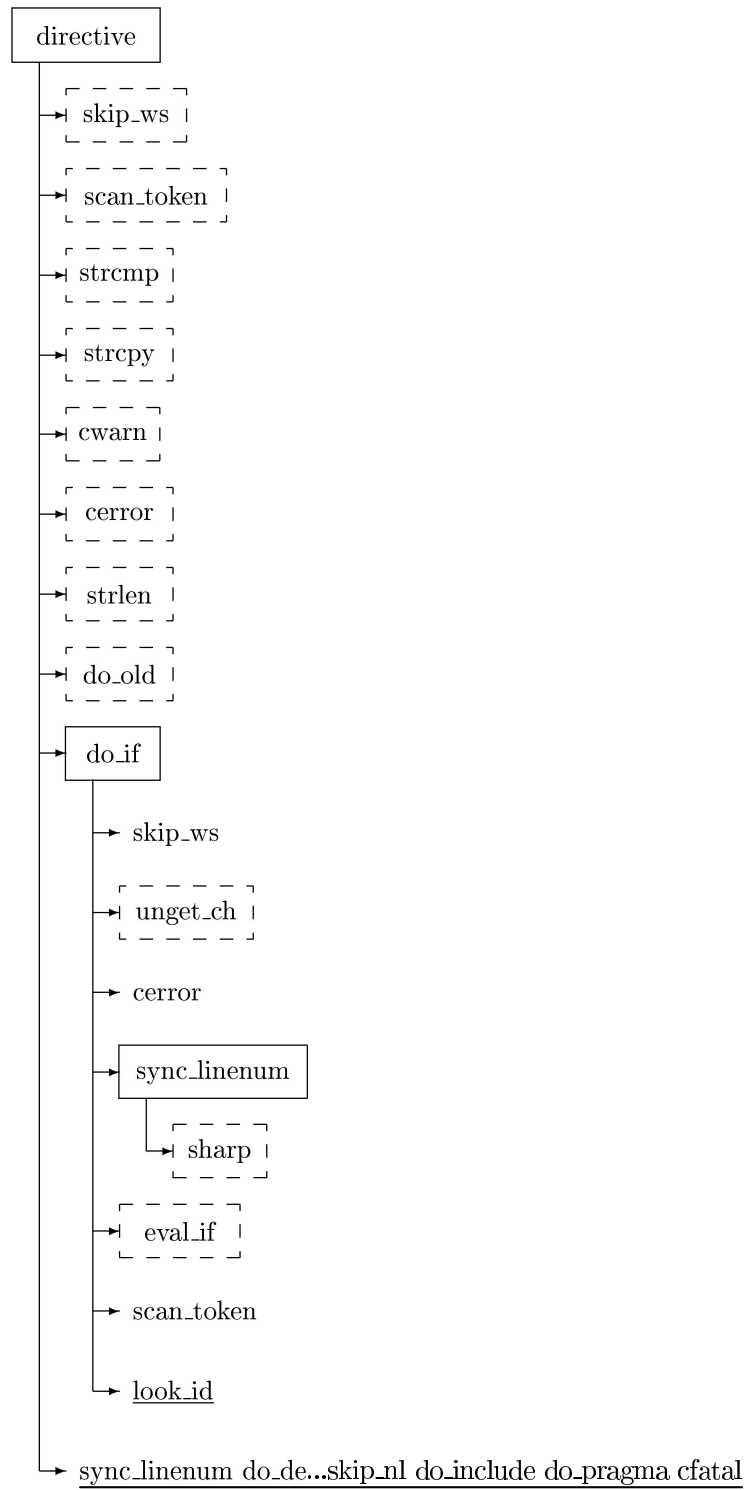 directive
skip_ws
scan_token
strcmp
strcpy
cwarn
cerror
strlen
do_old
do_if
skip_ws
unget_ch
cerror
sync_linenum
sharp
eval_if
scan_token
look_id
sync_linenum do_de...skip_nl do_include do_pragma cfatal